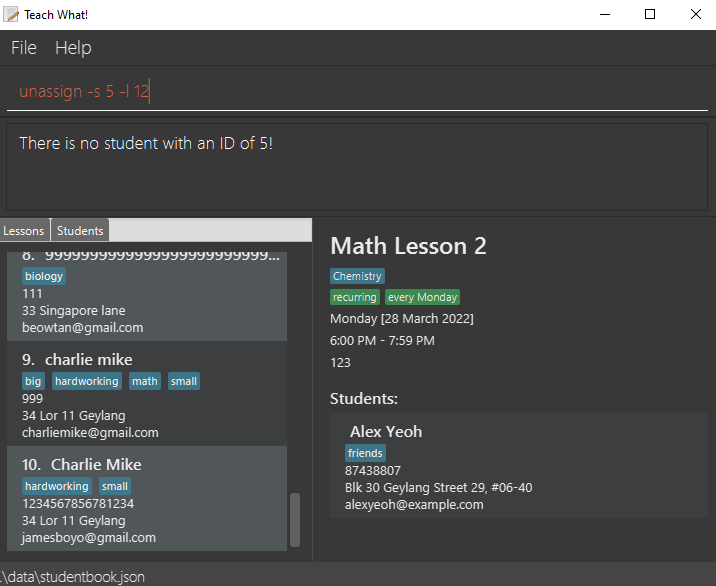 Teach What!
File Help
unassign -s 5 -l 12
There is no student with an ID of 5!
Lessons Students
8. 9999999999999999999999999999...
biology
111
33 Singapore lane
beowtan@gmail.com
9. charlie mike
big hardworking math small
999
34 Lor 11 Geylang
charliemike@gmail.com
10. Charlie Mike
hardworking small
1234567856781234
34 Lor 11 Geylang
jamesboyo@gmail.com
Math Lesson 2
Chemistry
recurring every Monday
Monday [28 March 2022]
6:00 PM - 7:59 PM
123
Students:
Alex Yeoh
friends
87438807
Blk 30 Geylang Street 29, #06-40
alexyeoh@example.com
.\data\studentbook.json